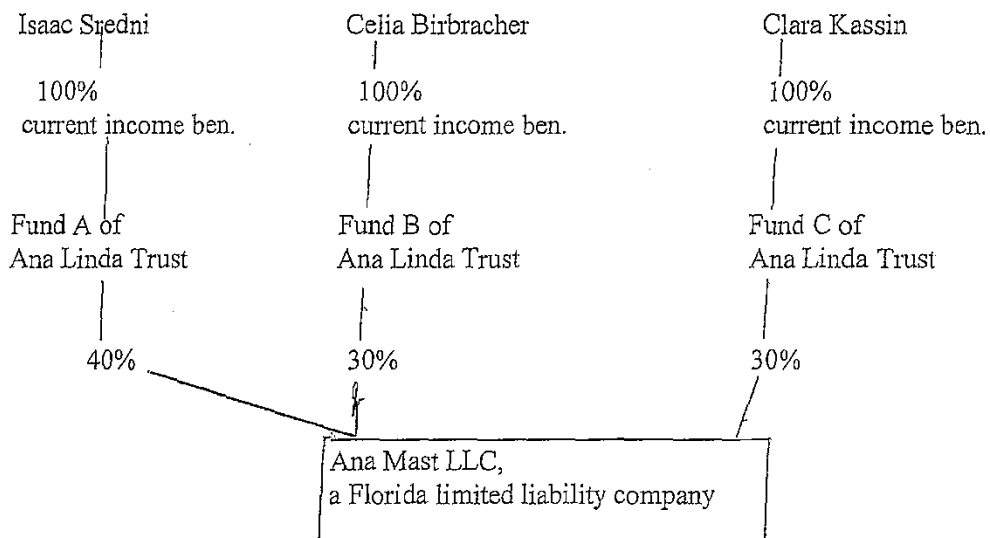 Isaac Sredni
Celia Birbracher
Clara Kassin
100%
current income ben.
100%
current income ben.
100%
current income ben.
Fund A of
Ana Linda Trust
Fund B of
Ana Linda Trust
Fund C of
Ana Linda Trust
40%
30%
30%
Ana Mast LLC,
a Florida limited liability company